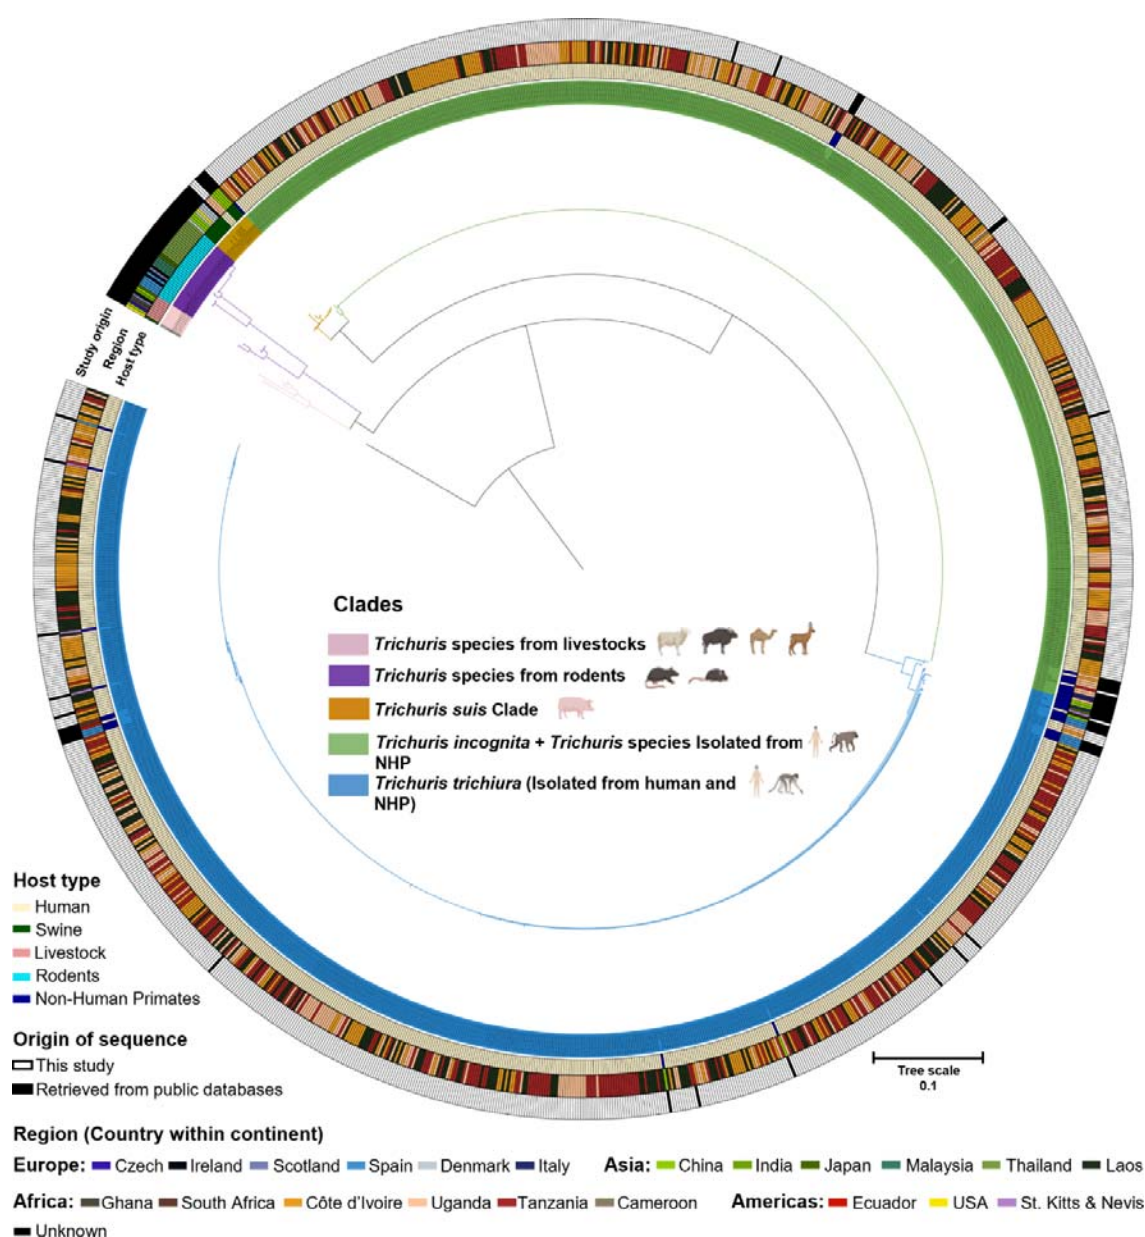 Study origin
Region
Host type
Clades
Trichuris species from livestocks
Trichuris species from rodents
Trichuris suis Clade
Trichuris incognita + Trichuris species Isolated from
NHP
Trichuris trichiura (Isolated from human and
NHP)
Host type
Human
Swine
Livestock
Rodents
Non-Human Primates
Origin of sequence
This study
Retrieved from public databases
Tree scale
0.1
Region (Country within continent)
Europe: Czech Ireland Scotland Spain Denmark Italy Asia: China India Japan Malaysia Thailand Laos
Africa: Ghana South Africa Côte d'Ivoire Uganda Tanzania Cameroon Americas: Ecuador USA St. Kitts & Nevis
Unknown